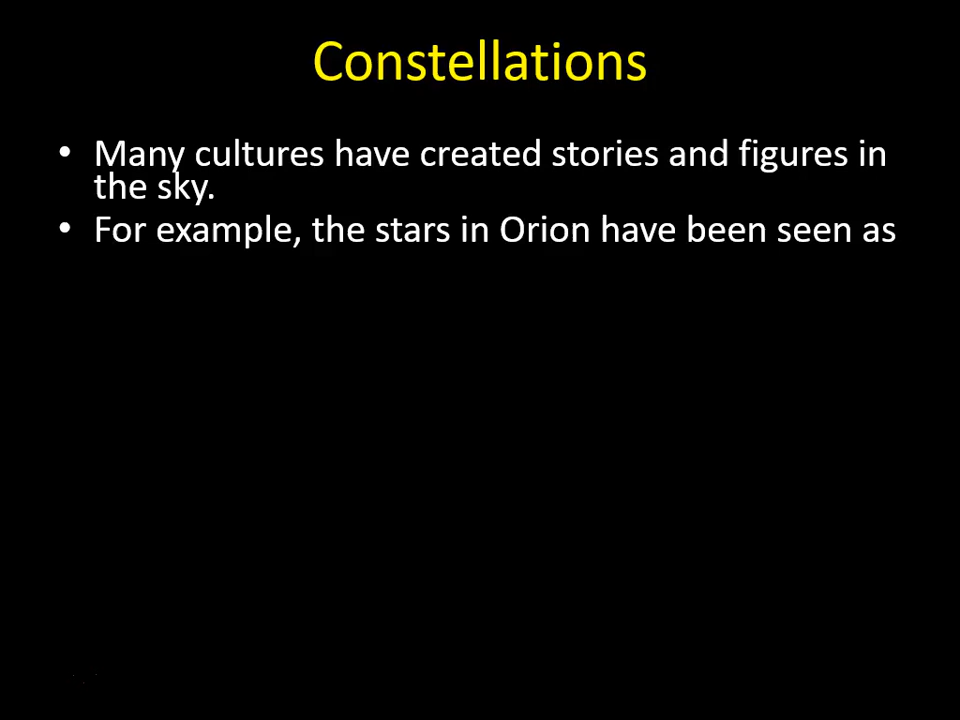 Constellations
• Many cultures have created stories and figures in
the sky.
• For example, the stars in Orion have been seen as